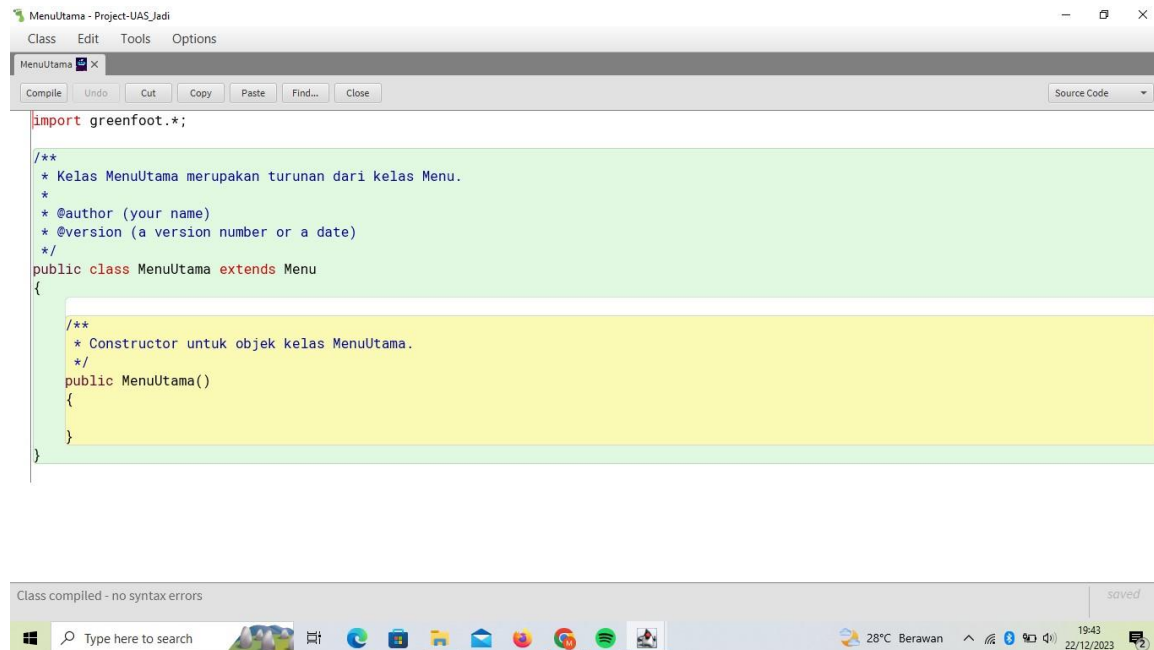 MenuUtama - Project-UAS_Jadi
Class Edit Tools Options
MenuUtama
Compile Undo Cut Copy Paste Find... Close Source Code
import greenfoot.*;
/**
* Kelas MenuUtama merupakan turunan dari kelas Menu.
*
* @author (your name)
* @version (a version number or a date)
*/
public class MenuUtama extends Menu
{
/**
* Constructor untuk objek kelas MenuUtama.
*/
public MenuUtama()
{
}
}
Class compiled - no syntax errors saved
Type here to search 28°C Berawan 19:43
22/12/2023 2